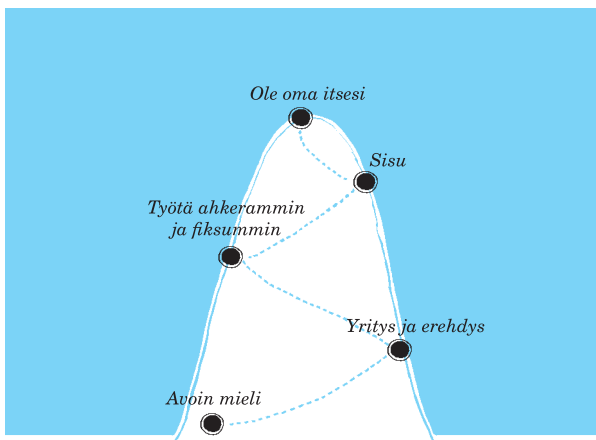 Ole oma itsesi
Sisu
Työtä ahkerammin
ja fiksummin
Yritys ja erehdys
Avoin mieli